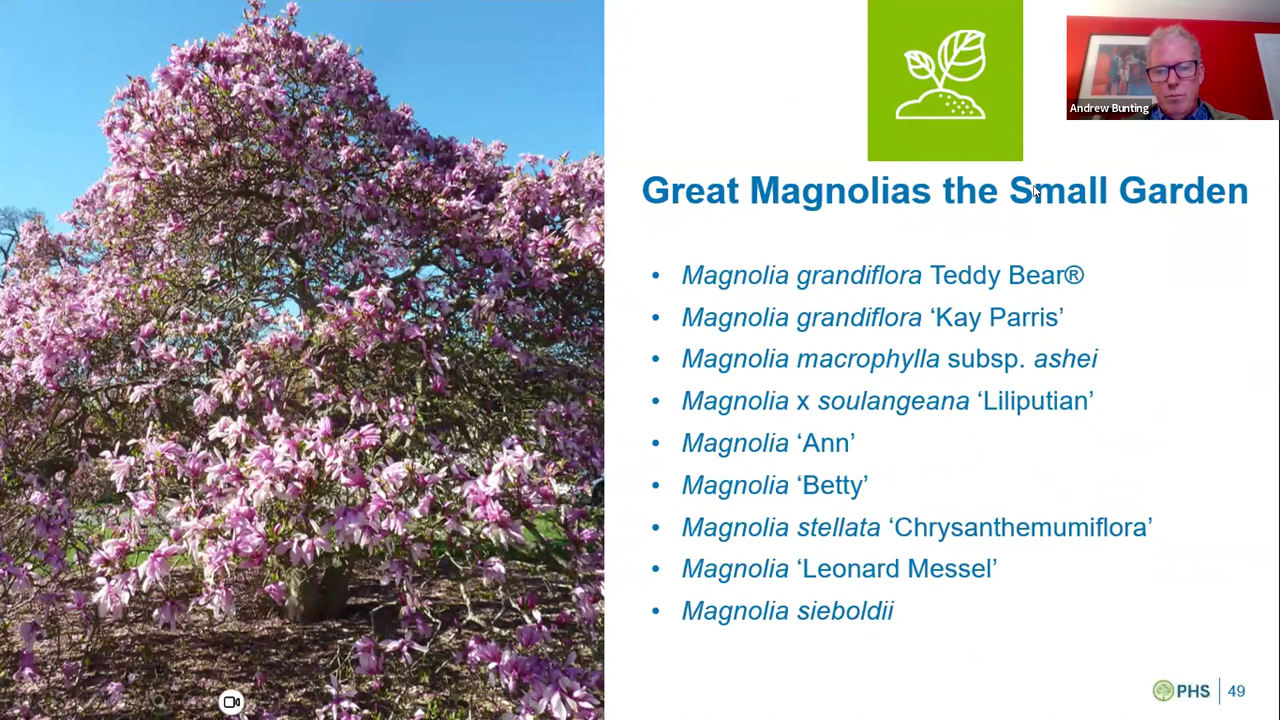 Andrew Bunting
Great Magnolias the Small Garden
• Magnolia grandiflora Teddy Bear®
• Magnolia grandiflora ‘Kay Parris’
• Magnolia macrophylla subsp. ashei
• Magnolia x soulangeana ‘Liliputian’
• Magnolia ‘Ann’
• Magnolia ‘Betty’
• Magnolia stellata ‘Chrysanthemumiflora’
• Magnolia ‘Leonard Messel’
• Magnolia sieboldii
PHS | 49